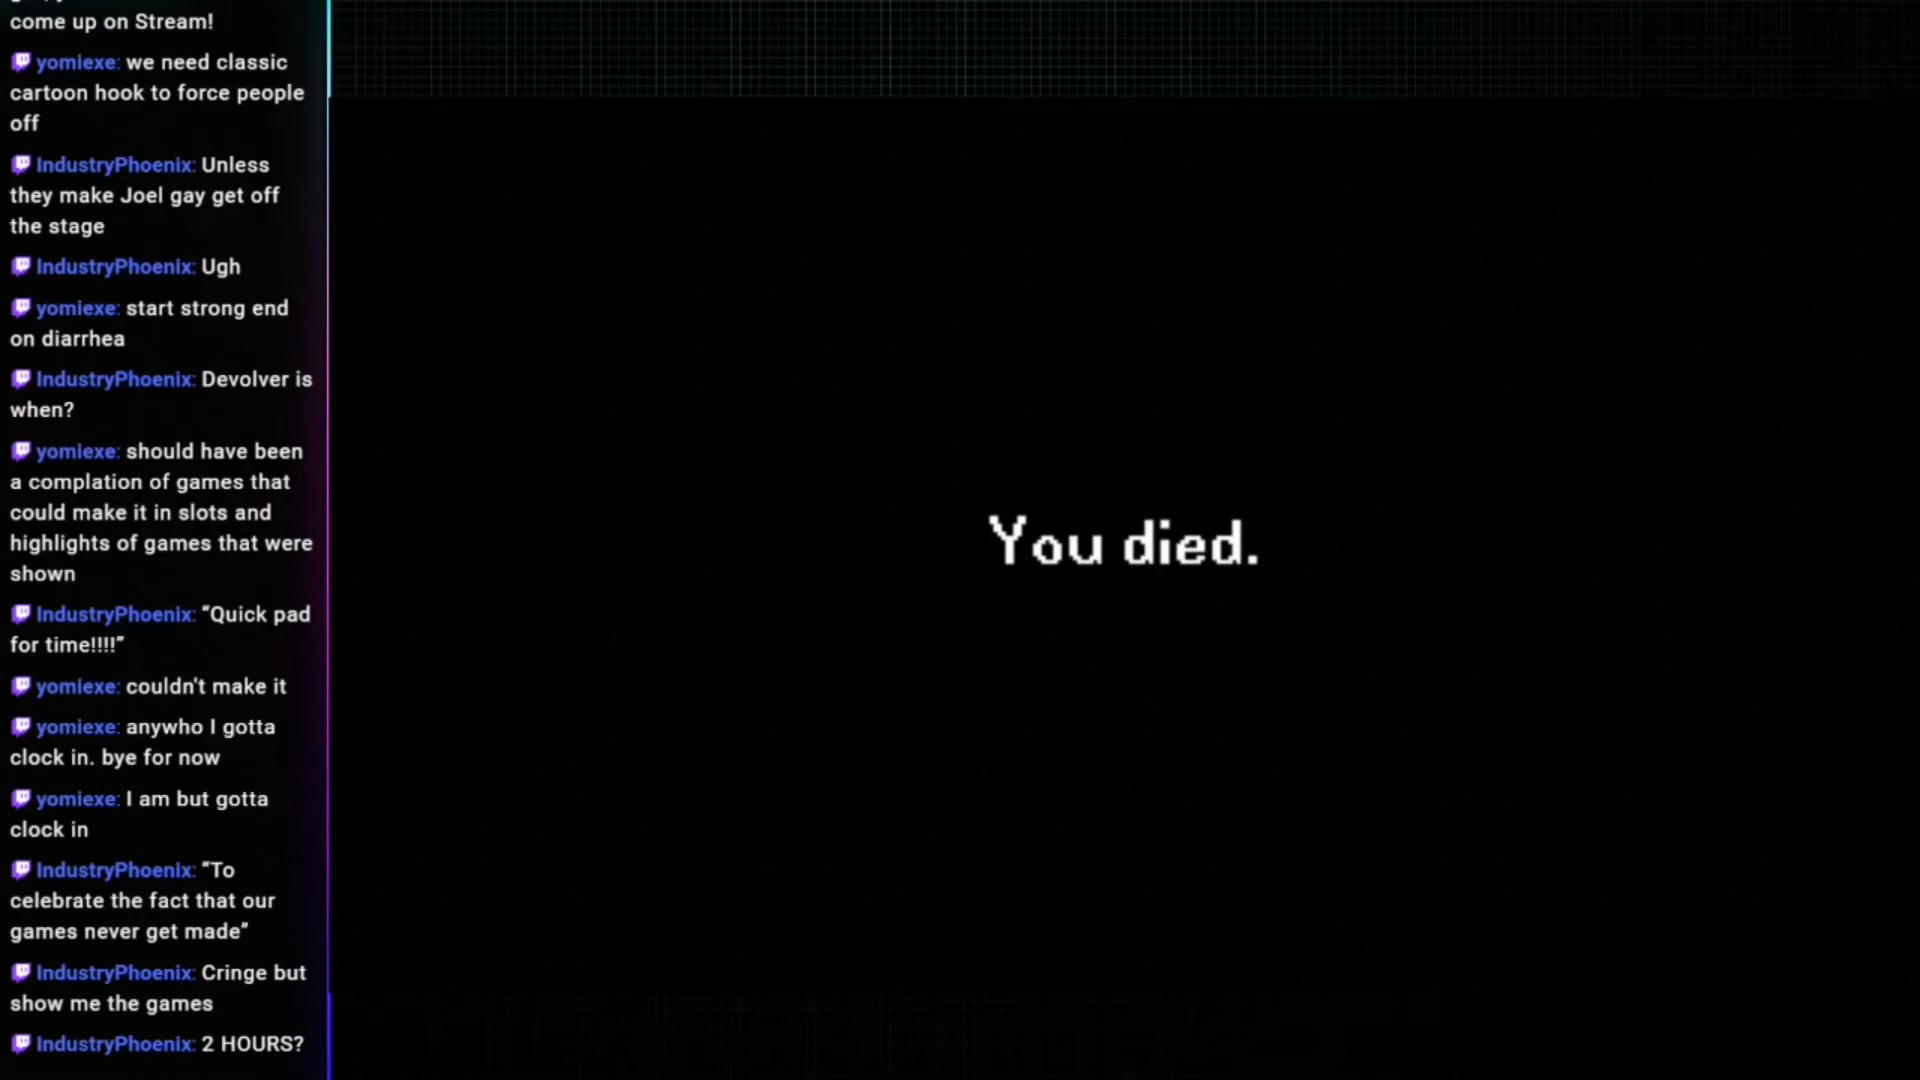 come up on Stream!
yomiexe: we need classic
cartoon hook to force people
off
IndustryPhoenix: Unless
they make Joel gay get off
the stage
IndustryPhoenix: Ugh
yomiexe: start strong end
on diarrhea
IndustryPhoenix: Devolver is
when?
yomiexe: should have been
a complation of games that
could make it in slots and
highlights of games that were
shown
IndustryPhoenix: “Quick pad
for time!!!!”
yomiexe: couldn't make it
yomiexe: anywho I gotta
clock in. bye for now
yomiexe: I am but gotta
clock in
IndustryPhoenix: “To
celebrate the fact that our
games never get made”
IndustryPhoenix: Cringe but
show me the games
IndustryPhoenix: 2 HOURS?
You died.